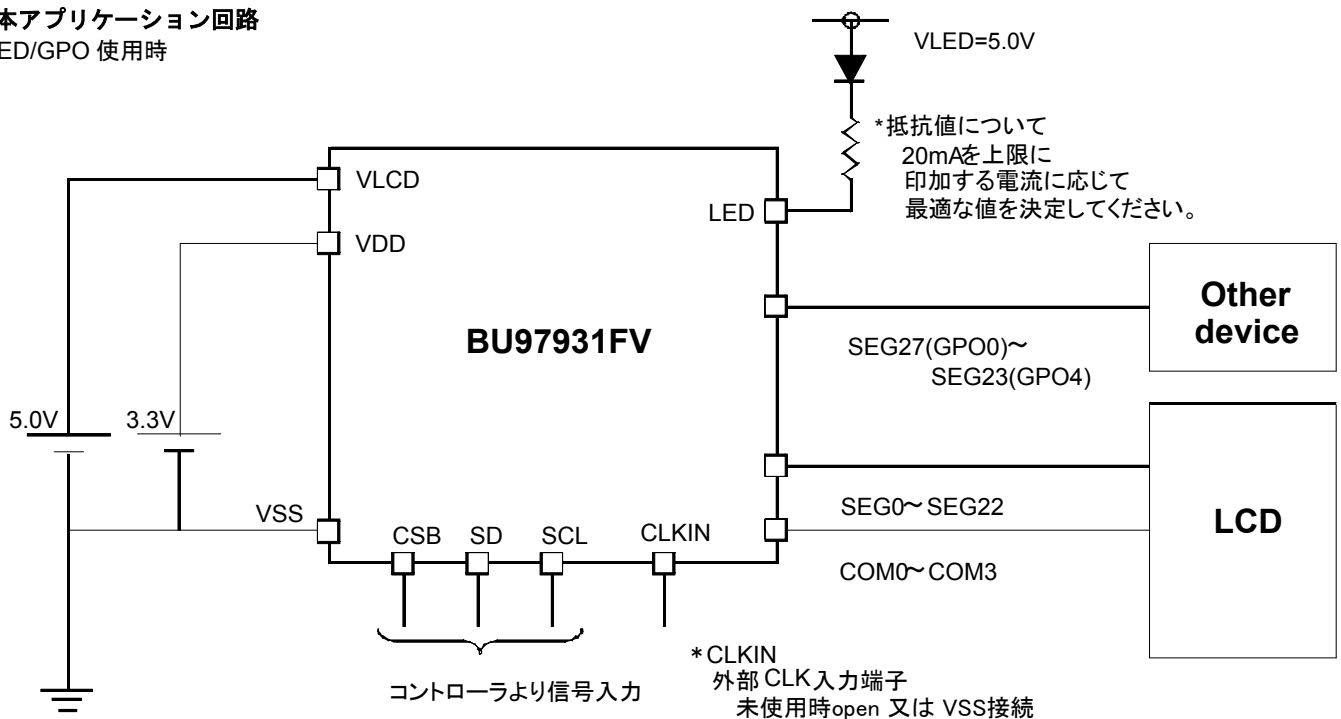 本アプリケーション回路
ED/GPO 使用時
VLED=5.0V
*抵抗値について
20mAを上限に
印加する電流に応じて
最適な値を決定してください。
VLCD
LED
VDD
Other
device
BU97931FV
SEG27(GPO0)～
SEG23(GPO4)
5.0V
3.3V
VSS
SEG0～SEG22
LCD
CSB
SD
SCL
CLKIN
COM0～COM3
コントローラより信号入力
*CLKIN
外部CLK入力端子
未使用時open 又は VSS接続